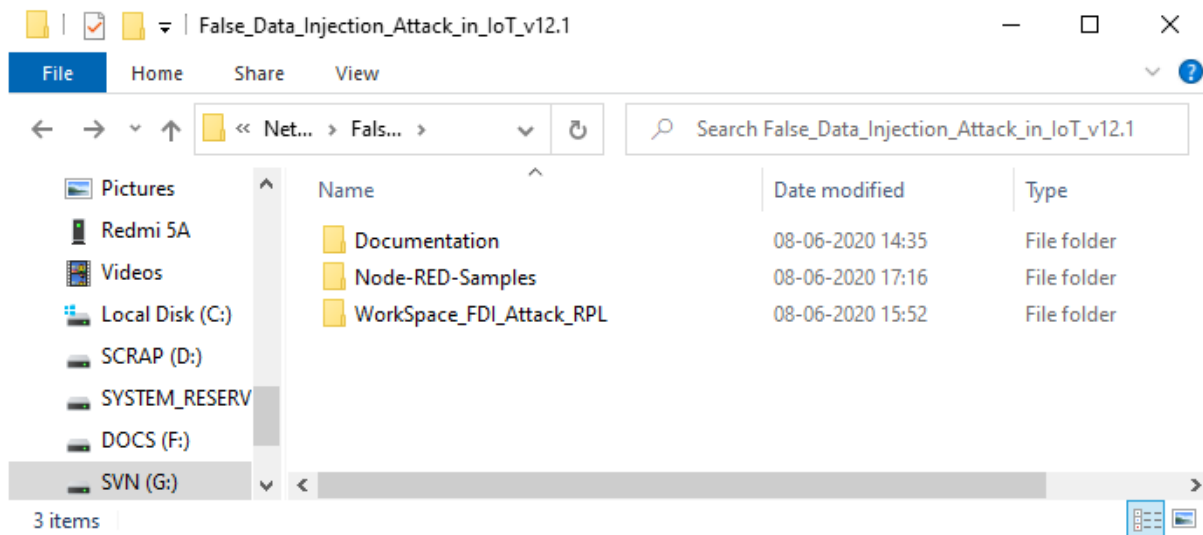 False_Data_Injection_Attack_in_IoT_v12.1
File Home Share View
« Net... › Fals... › Search False_Data_Injection_Attack_in_IoT_v12.1
Pictures
Redmi 5A
Videos
Local Disk (C:)
SCRAP (D:)
SYSTEM_RESERV
DOCS (F:)
SVN (G:)
Name Date modified Type
Documentation 08-06-2020 14:35 File folder
Node-RED-Samples 08-06-2020 17:16 File folder
WorkSpace_FDI_Attack_RPL 08-06-2020 15:52 File folder
3 items